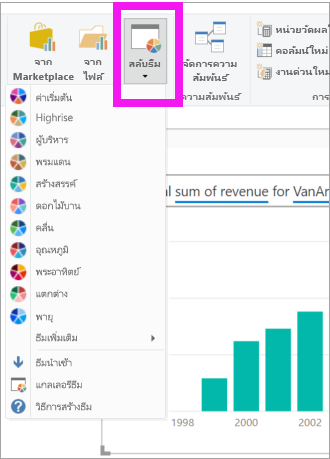 จาก
Marketplace
จาก
ไฟล์
สลับธีม
จัดการความ
สัมพันธ์
ความสัมพันธ์
หน่วยวัดผลใ
คอลัมน์ใหม่
งานด่วนใหม่
ค่าเริ่มต้น
Highrise
ผู้บริหาร
พรมแดน
สร้างสรรค์
ดอกไม้บาน
คลื่น
อุณหภูมิ
พระอาทิตย์
แตกต่าง
พายุ
ธีมเพิ่มเติม
ธีมนำเข้า
แกลเลอรีธีม
วิธีการสร้างธีม
al sum of revenue for VanAr
1998 2000 2002